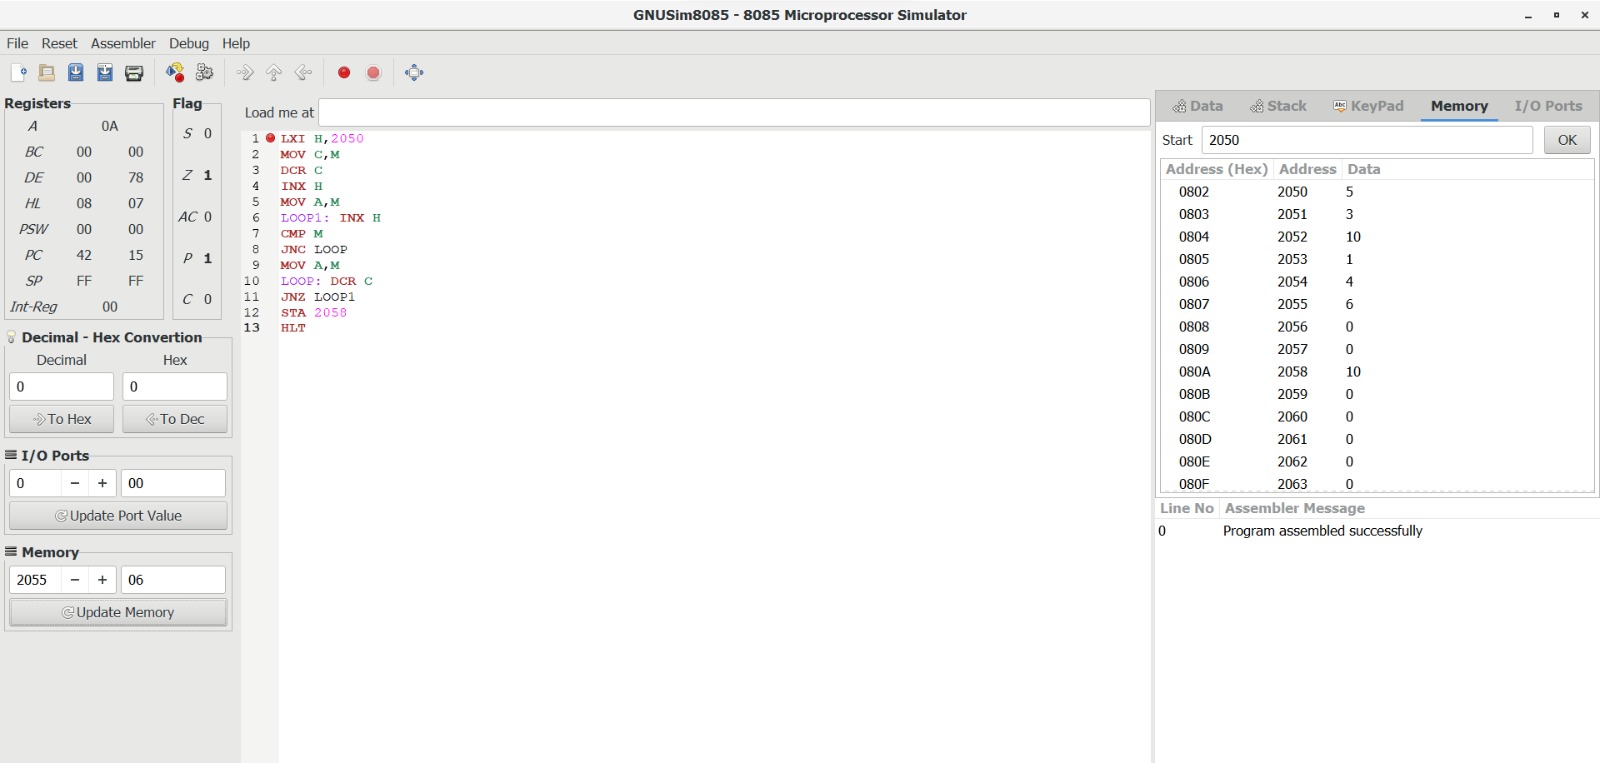 GNUSim8085 - 8085 Microprocessor Simulator
File Reset Assembler Debug Help
Registers
A 0A
BC 00 00
DE 00 78
HL 08 07
PSW 00 00
PC 42 15
SP FF FF
Int-Reg 00
Flag
S 0
Z 1
AC 0
P 1
C 0
Decimal - Hex Convertion
Decimal Hex
0 0
To Hex To Dec
I/O Ports
0 - + 00
Update Port Value
Memory
2055 - + 06
Update Memory
Load me at
1 LXI H,2050
2 MOV C,M
3 DCR C
4 INX H
5 MOV A,M
6 LOOP1: INX H
7 CMP M
8 JNC LOOP
9 MOV A,M
10 LOOP: DCR C
11 JNZ LOOP1
12 STA 2058
13 HLT
Data Stack Abc KeyPad Memory I/O Ports
Start 2050 OK
Address (Hex) Address Data
0802 2050 5
0803 2051 3
0804 2052 10
0805 2053 1
0806 2054 4
0807 2055 6
0808 2056 0
0809 2057 0
080A 2058 10
080B 2059 0
080C 2060 0
080D 2061 0
080E 2062 0
080F 2063 0
Line No Assembler Message
0 Program assembled successfully